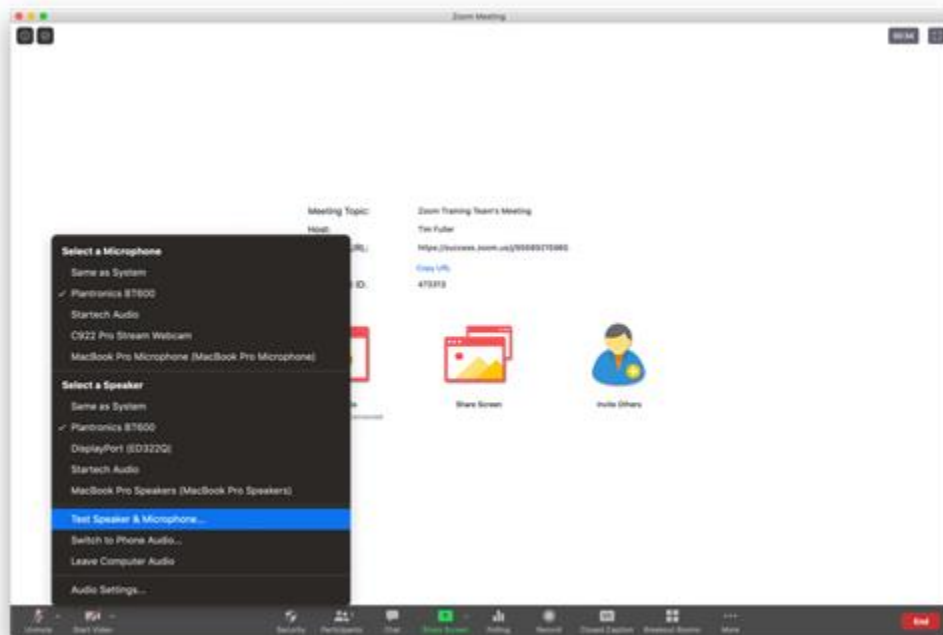 Zoom Meeting
Meeting Topic: Zoom Training Team's Meeting
Host: Tim Fuller
Copy URL
ID: 473313
Select a Microphone
Same as System
✓ Plantronics BT600
Startech Audio
C922 Pro Stream Webcam
MacBook Pro Microphone (MacBook Pro Microphone)
Select a Speaker
Same as System
✓ Plantronics BT600
DisplayPort (ED322Q)
Startech Audio
MacBook Pro Speakers (MacBook Pro Speakers)
Test Speaker & Microphone...
Switch to Phone Audio...
Leave Computer Audio
Audio Settings...
Share Screen
Invite Others
Unmute
Start Video
Security
Participants
Chat
Share Screen
Polling
Record
Closed Caption
Breakout Rooms
More
End